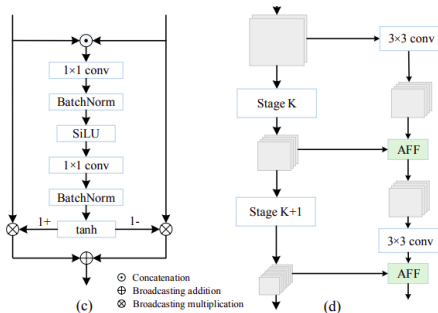 1×1 conv
BatchNorm
SiLU
1×1 conv
BatchNorm
1+
tanh
1-
Concatenation
Broadcasting addition
Broadcasting multiplication
(c)
3×3 conv
Stage K
AFF
Stage K+1
3×3 conv
AFF
(d)